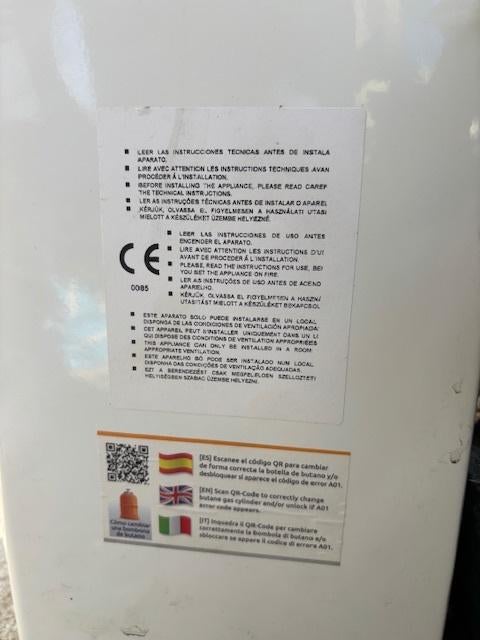 LEER LAS INSTRUCCIONES TECNICAS ANTES DE INSTALA
APARATO.
LIRE AVEC ATTENTION LES INSTRUCTIONS TECHNIQUES AVAN
PROCÉDER Á L'INSTALLATION.
BEFORE INSTALLING THE APPLIANCE, PLEASE READ CAREF
THE TECHNICAL INSTRUCTIONS.
LER AS INSTRUÇÕES TÉCNICAS ANTES DE INSTALAR O APAREL
KÉRJÜK, OLVASSA EL FIGYELMESEN A HASZNÁLATI UTASI
MIELOTT A KÉSZÜLÉKET ÜZEMBE HELYEZNÉ.
LEER LAS INSTRUCCIONES DE USO ANTES
ENCENDER EL APARATO.
LIRE AVEC ATTENTION LES INSTRUCTIONS D'U
AVANT DE PROCEDER Á L'INSTALLATION.
PLEASE, READ THE INSTRUCTIONS FOR USE, BE
YOU SET THE APPLIANCE ON FIRE.
LER AS INSTRUÇÕES DE USO ANTES DE ACEND
APARELHO.
KÉRJÜK, OLVASSA EL FIGYELMESEN A HASZNÁ
UTASÍTÁST MIELOTT A KÉSZÜLÉKET BEKAPCSOL
CE
0085
ESTE APARATO SOLO PUEDE INSTALARSE EN UN LOCAL
DISPONGA DE LAS CONDICIONES DE VENTILACIÓN APROPIADA
CET APPAREIL PEUT S'INSTALLER UNIQUEMENT DANS UN L
QUI DISPOSE DES CONDITIONS DE VENTILATION APPROPRIÉES
THIS APPLIANCE CAN ONLY BE INSTALLED IN A ROOM
APPROPRIATE VENTILATION.
ESTE APARELHO SÓ PODE SER INSTALADO NUM LOCAL
DISPONHA DAS CONDIÇÕES DE VENTILAÇÃO ADEQUADAS.
EZT A BERENDEZÉST CSAK MEGFELELOEN SZELLOZTETI
HELYISÉGBEN SZABAC ÜZEMBE HELYEZNI.
[ES] Escanee el código QR para cambiar
de forma correcta la botella de butano y/o
desbloquear si aparece el código de error A01.
[EN] Scan QR-Code to correctly change
butane gas cylinder and/or unlock if A01
error code appears.
[IT] Inquadra il QR-Code per cambiare
correttamente la bombola di butano e/o
sbloccare se appare il codice di errore A01.
Cómo cambiar
una bombona
de butano